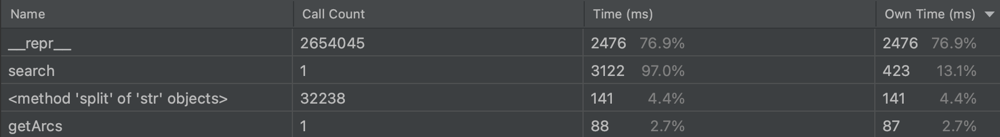 Name Call Count Time (ms) Own Time (ms)
__repr__ 2654045 2476 76.9% 2476 76.9%
search 1 3122 97.0% 423 13.1%
<method 'split' of 'str' objects> 32238 141 4.4% 141 4.4%
getArcs 1 88 2.7% 87 2.7%